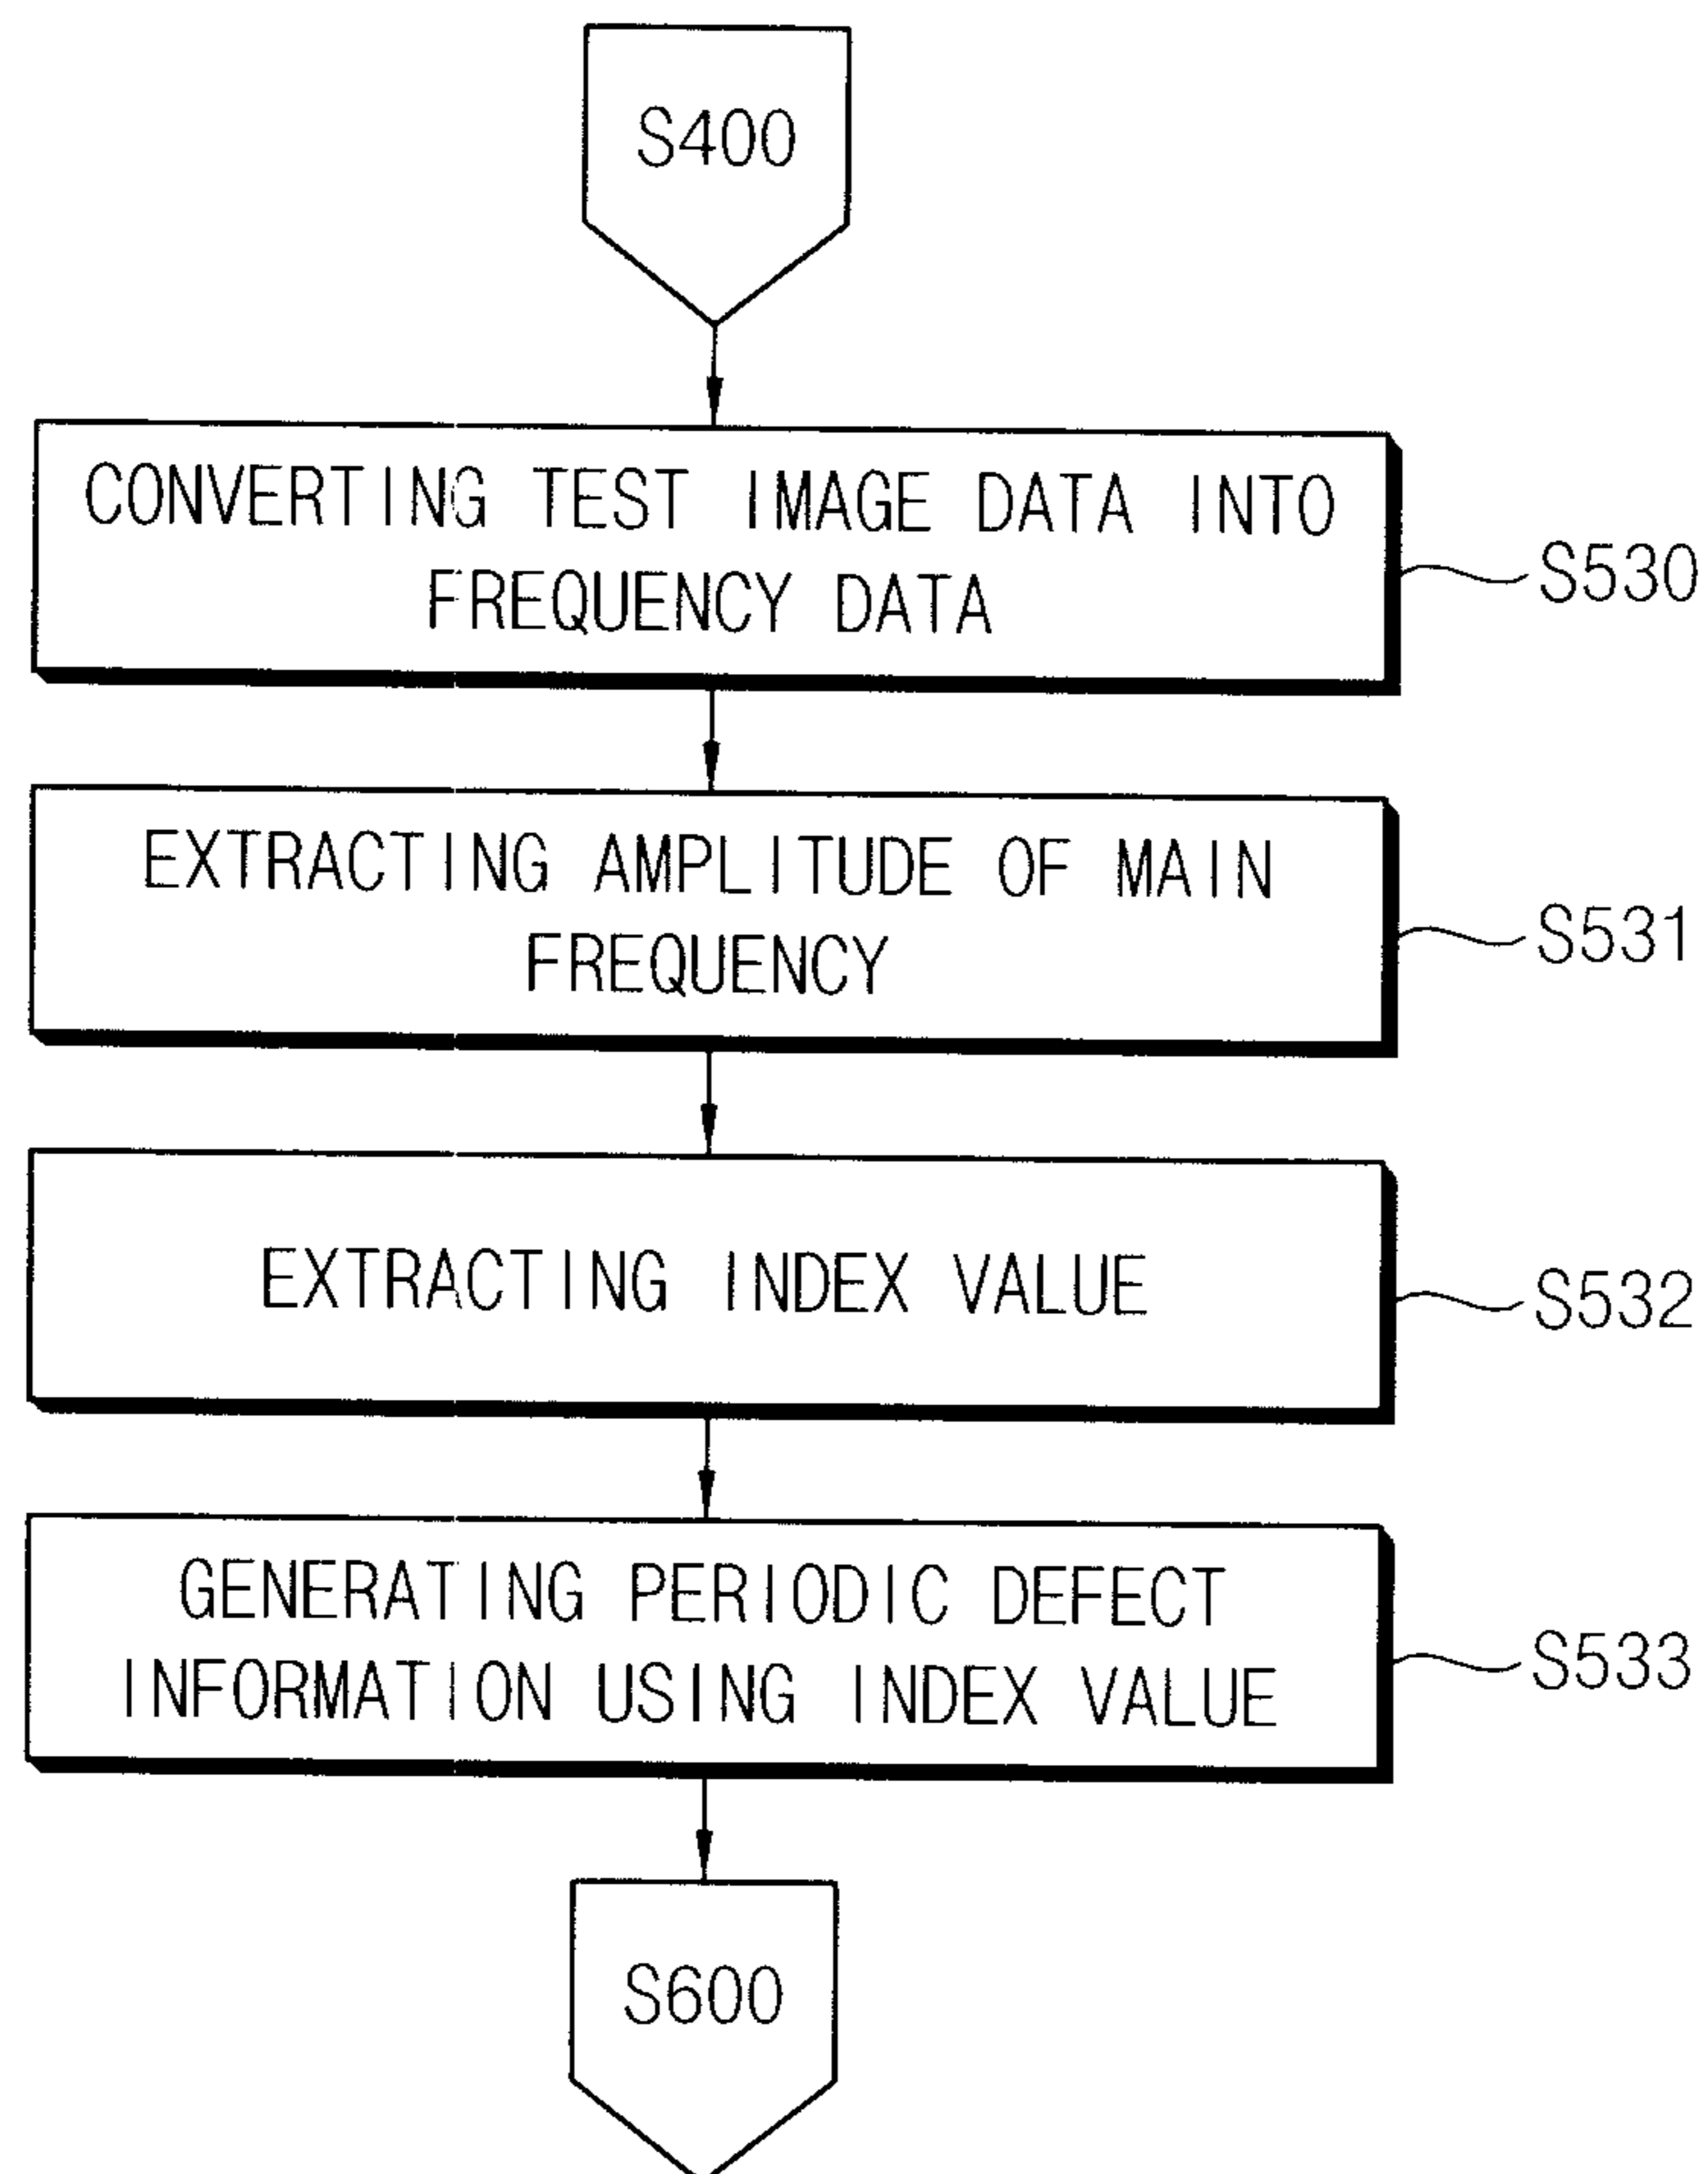 S400
CONVERTING TEST IMAGE DATA INTO
FREQUENCY DATA
S530
EXTRACTING AMPLITUDE OF MAIN
FREQUENCY
S531
EXTRACTING INDEX VALUE
S532
GENERATING PERIODIC DEFECT
INFORMATION USING INDEX VALUE
S533
S600